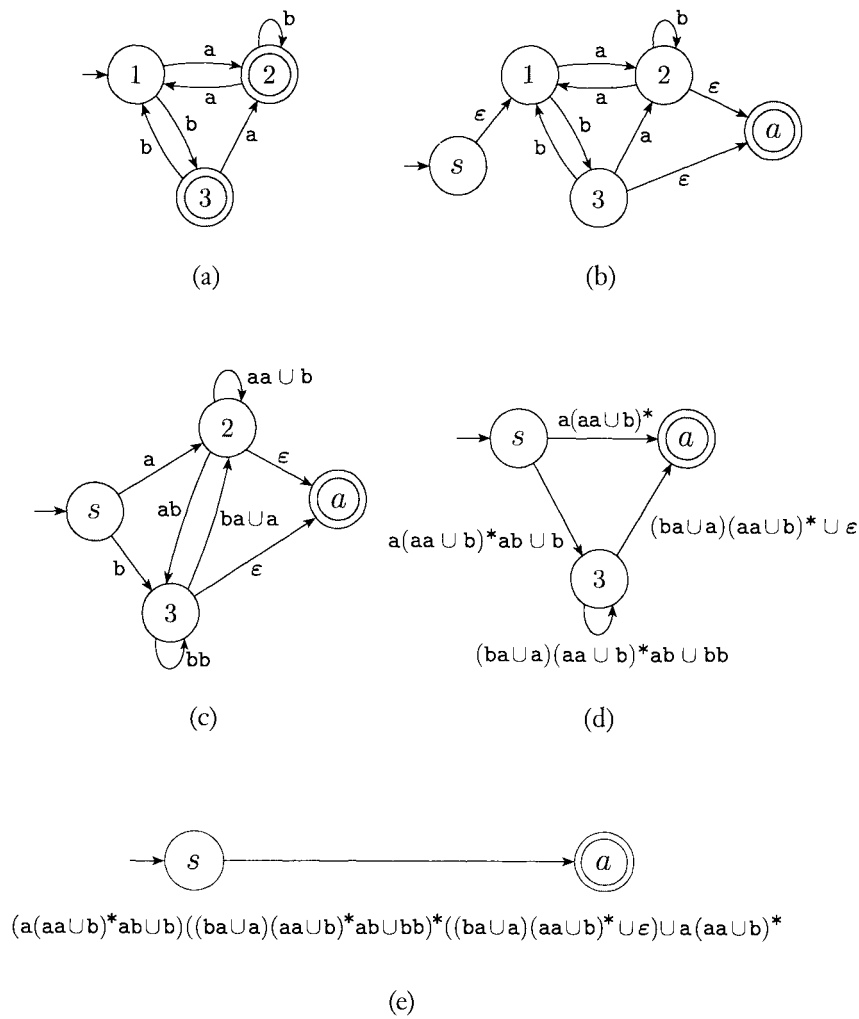 b
a
1
2
a
b
b
a
3
(a)
b
a
1
2
ε
a
ε
b
a
b
a
s
3
ε
(b)
aa ∪ b
2
a
ε
s
ab
ba∪a
a
b
ε
3
bb
(c)
a(aa∪b)*
s
a
a(aa ∪ b)*ab ∪ b
(ba∪a)(aa∪b)* ∪ ε
3
(ba∪a)(aa ∪ b)*ab ∪ bb
(d)
s
a
(a(aa∪b)*ab∪b)((ba∪a)(aa∪b)*ab∪bb)*((ba∪a)(aa∪b)*∪ε)∪a(aa∪b)*
(e)